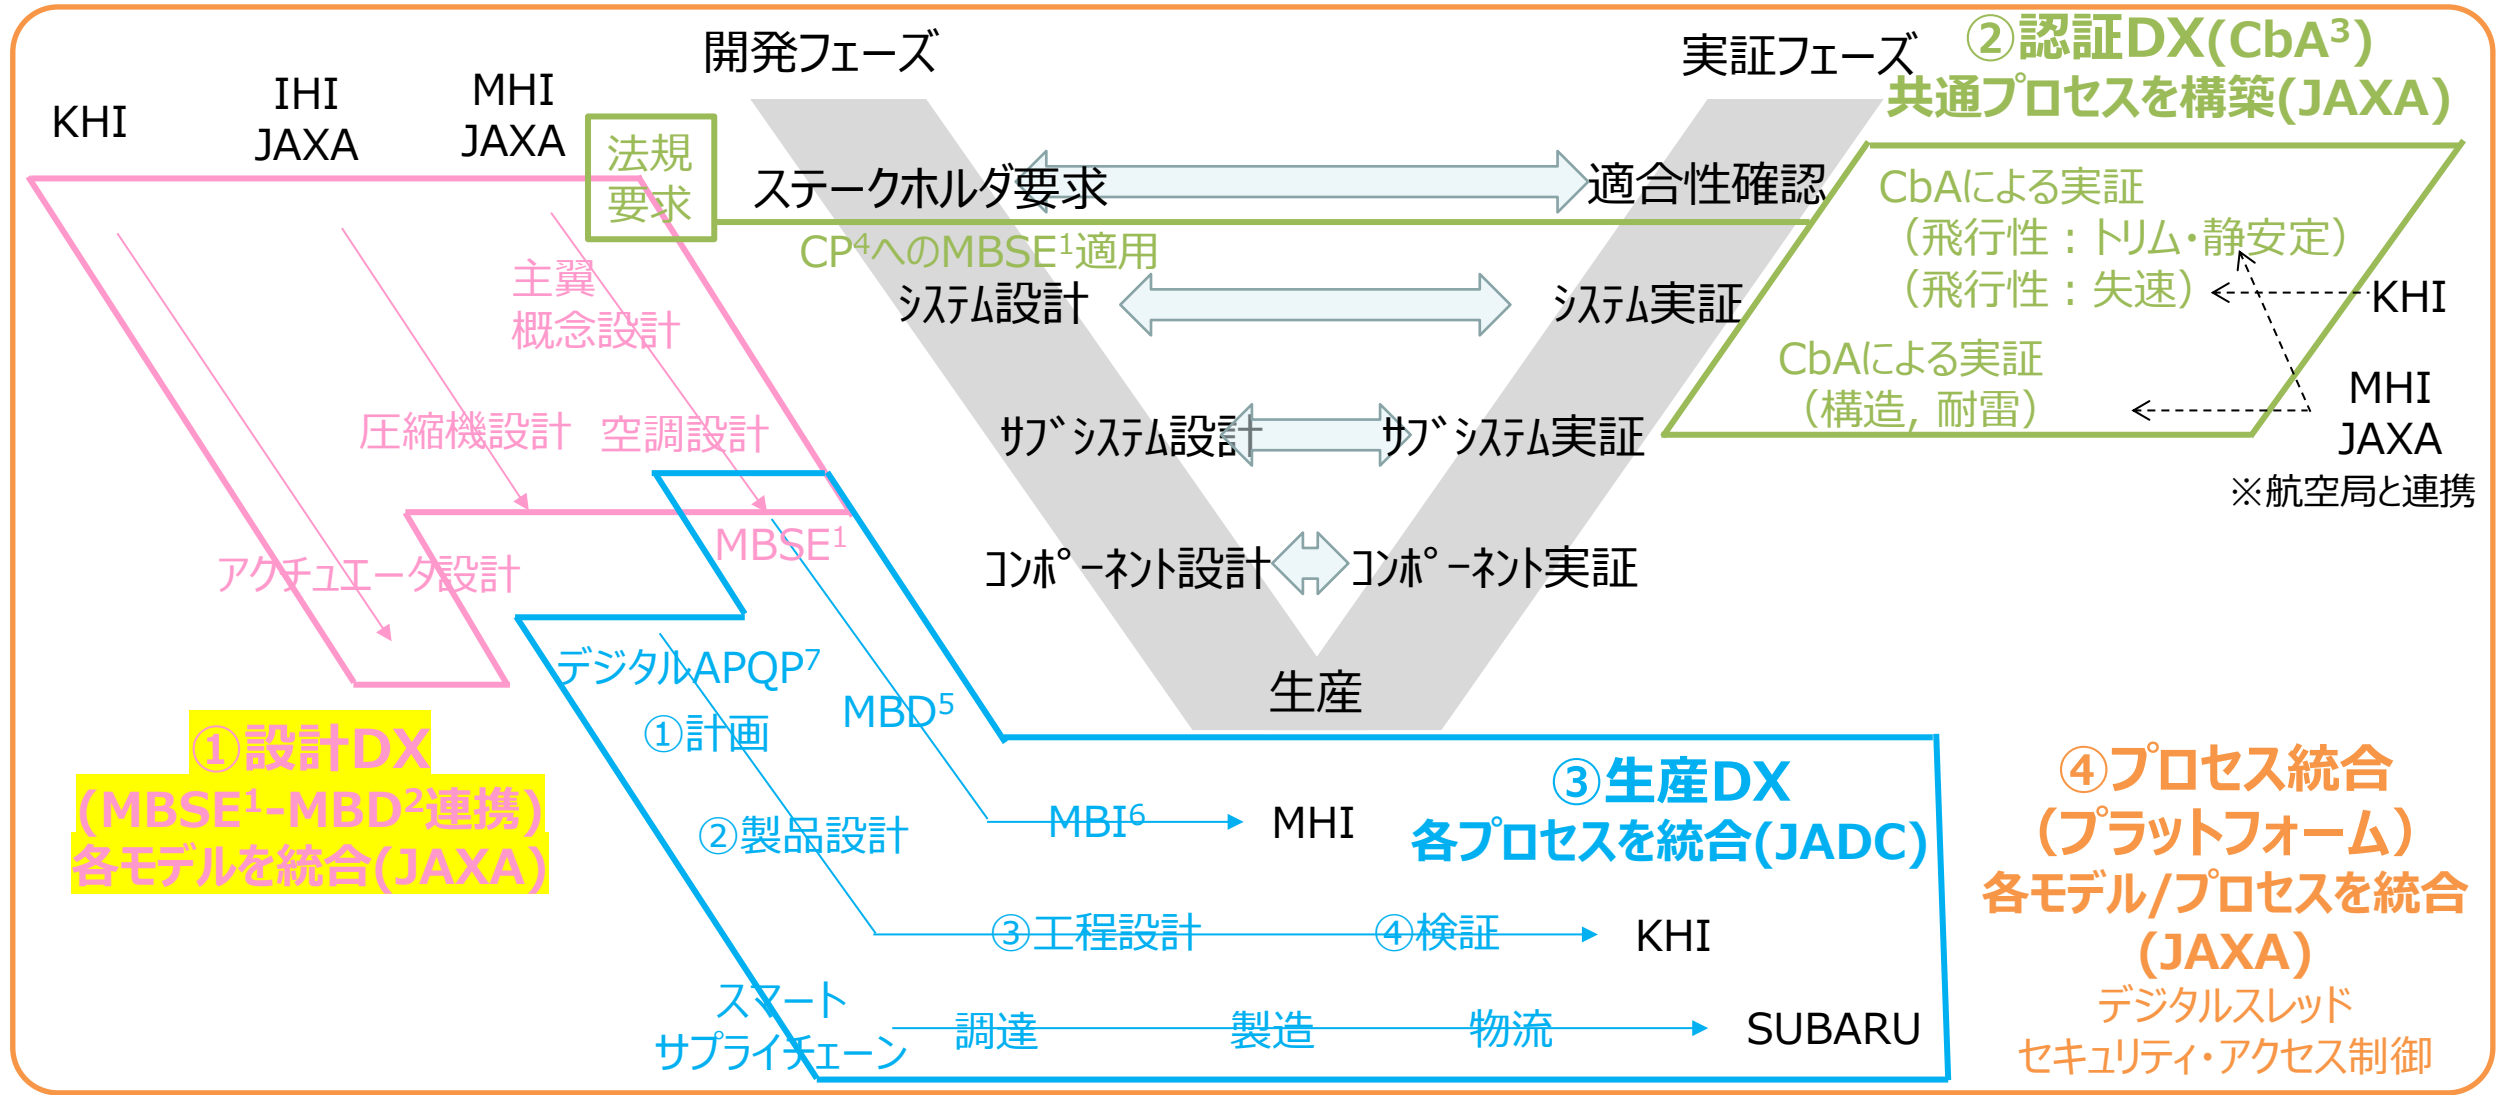 開発フェーズ
実証フェーズ
②認証DX(CbA³)
共通プロセスを構築(JAXA)
KHI
IHI
JAXA
MHI
JAXA
法規
要求
ステークホルダ要求
適合性確認
CP⁴へのMBSE¹適用
CbAによる実証
（飛行性：トリム・静安定）
（飛行性：失速）
KHI
主翼
概念設計
ｼｽﾃﾑ設計
ｼｽﾃﾑ実証
CbAによる実証
（構造, 耐雷）
MHI
JAXA
※航空局と連携
圧縮機設計
空調設計
ｻﾌﾞｼｽﾃﾑ設計
ｻﾌﾞｼｽﾃﾑ実証
アクチュエータ設計
MBSE¹
ｺﾝﾎﾟｰﾈﾝﾄ設計
ｺﾝﾎﾟｰﾈﾝﾄ実証
生産
①設計DX
(MBSE¹-MBD²連携)
各モデルを統合(JAXA)
デジタルAPQP⁷
①計画
MBD⁵
②製品設計
MBI⁶
MHI
③生産DX
各プロセスを統合(JADC)
③工程設計
④検証
KHI
スマート
サプライチェーン
調達
製造
物流
SUBARU
④プロセス統合
（プラットフォーム）
各モデル/プロセスを統合
(JAXA)
デジタルスレッド
セキュリティ・アクセス制御